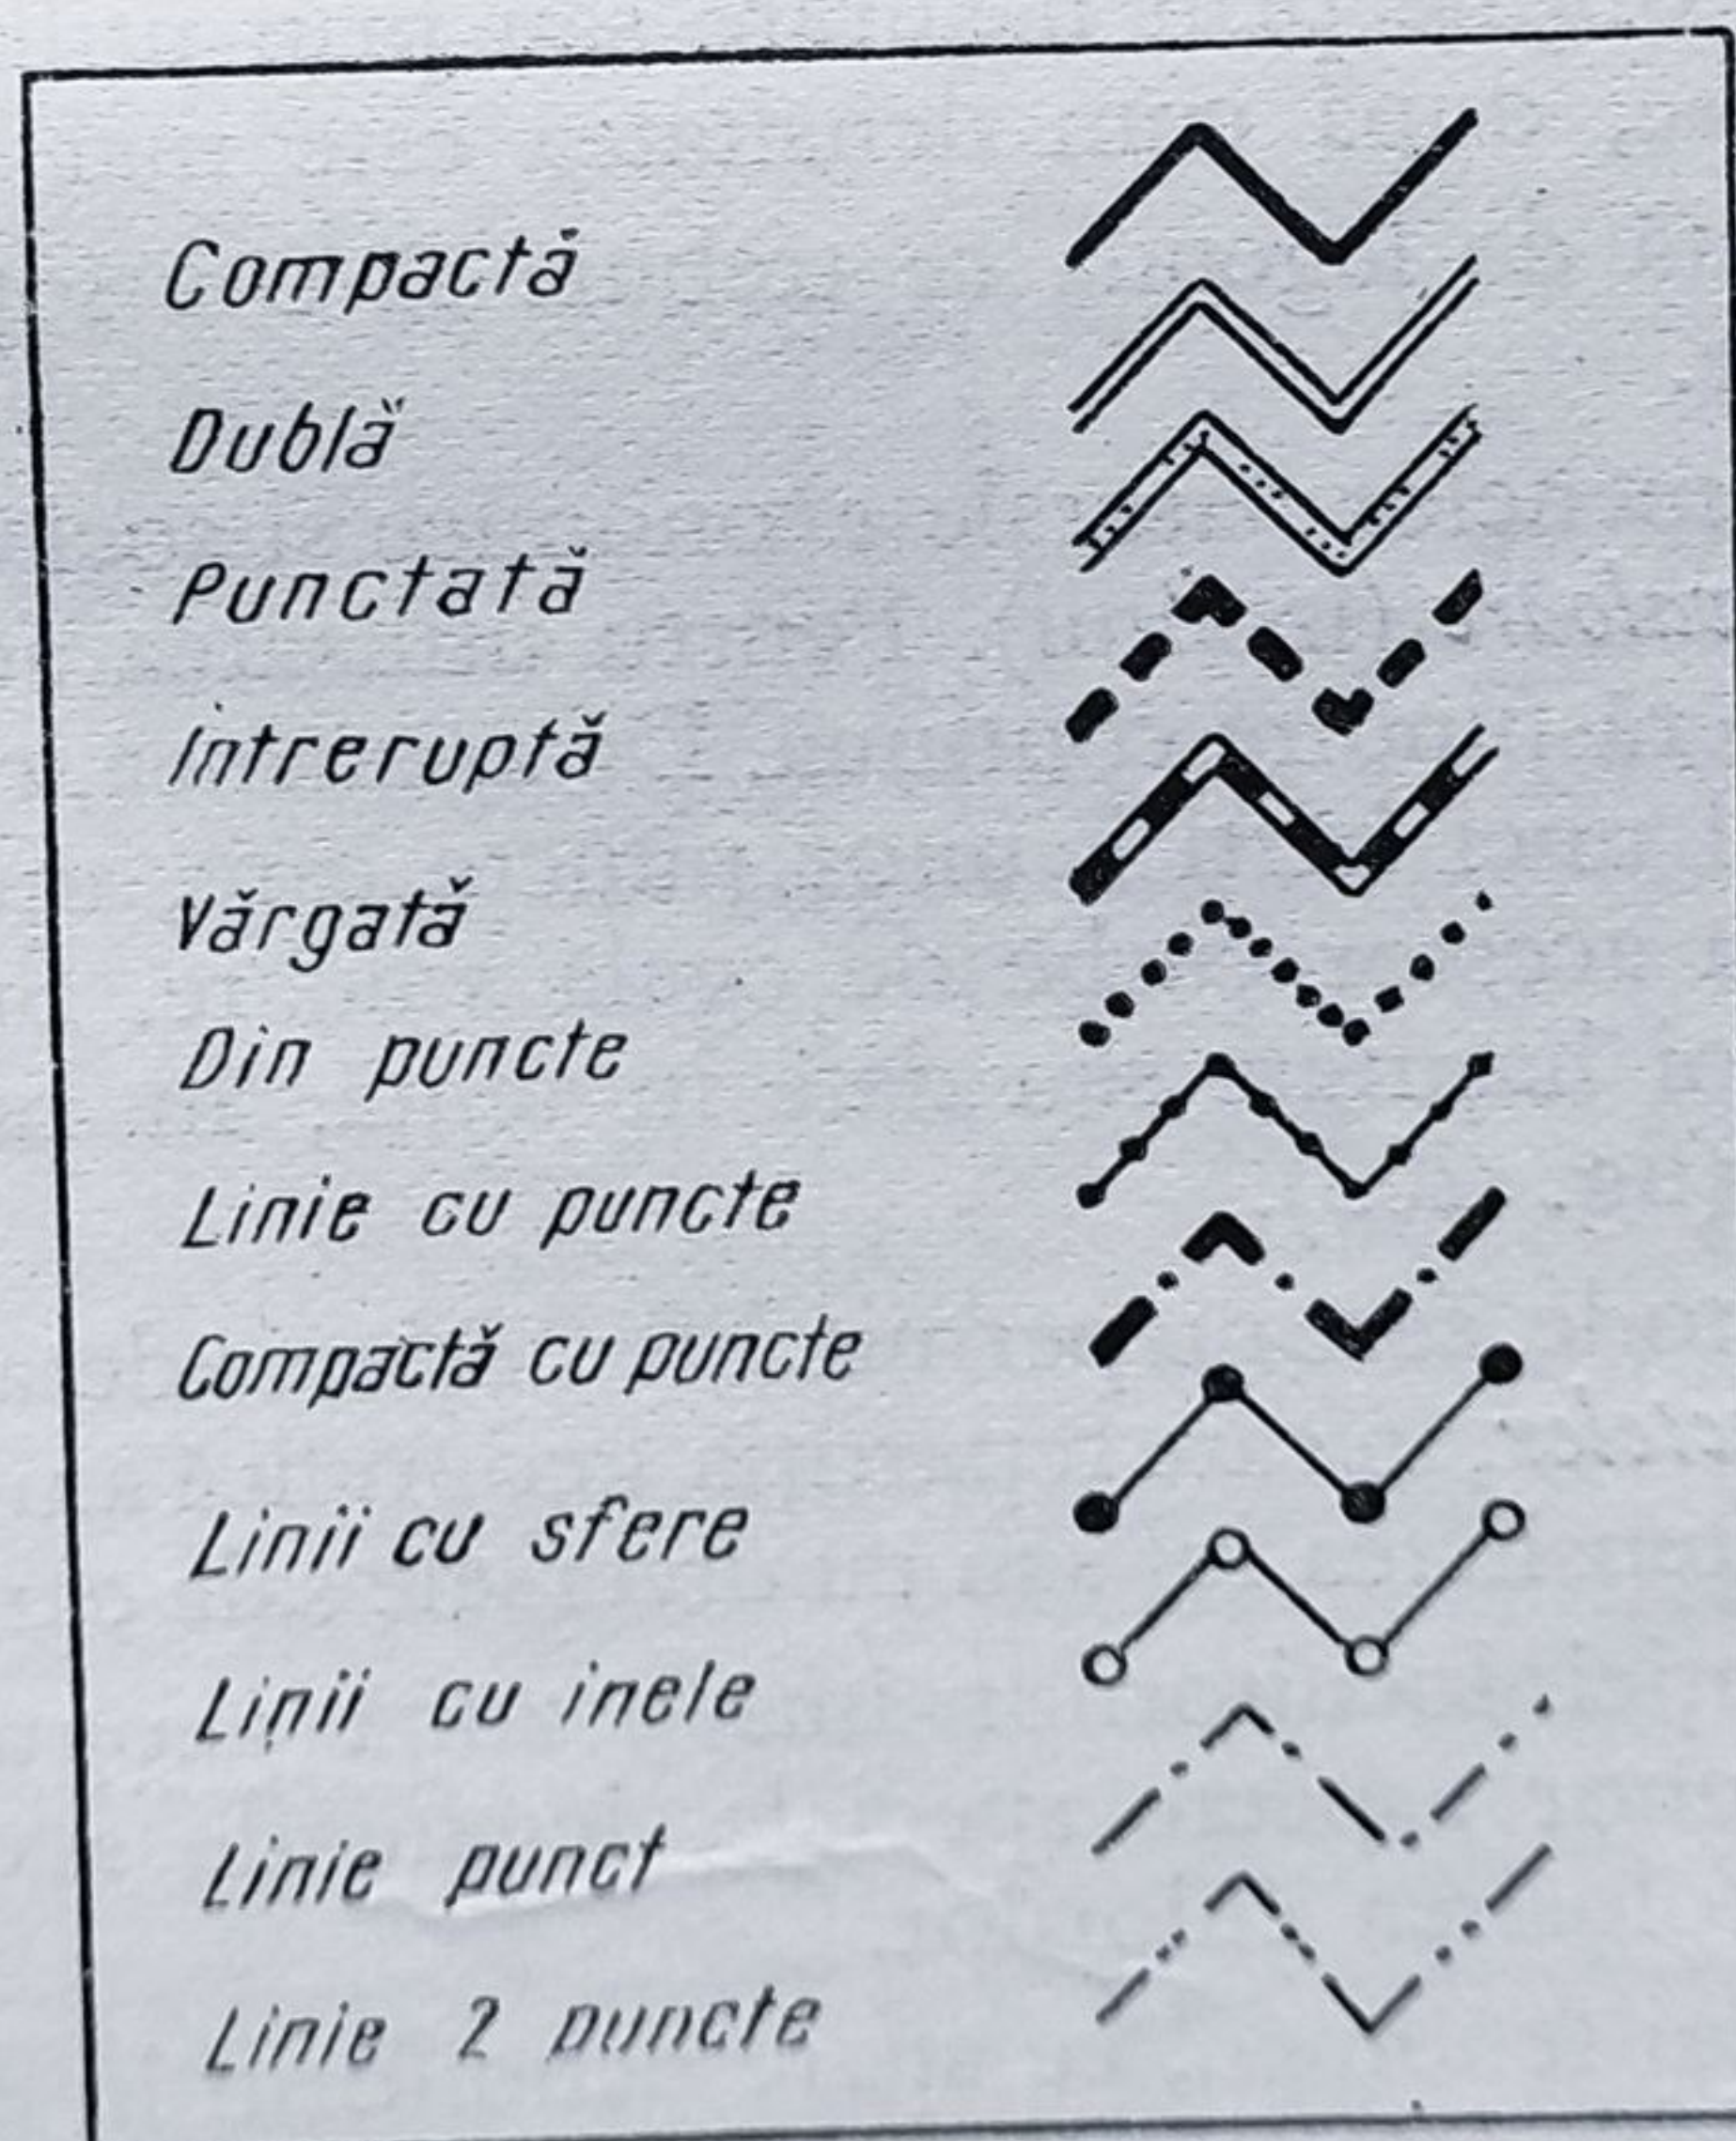 Compactă
Dublă
Punctată
Intreruptă
Vărgată
Din puncte
Linie cu puncte
Compactă cu puncte
Linii cu sfere
Linii cu inele
Linie punct
Linie 2 puncte